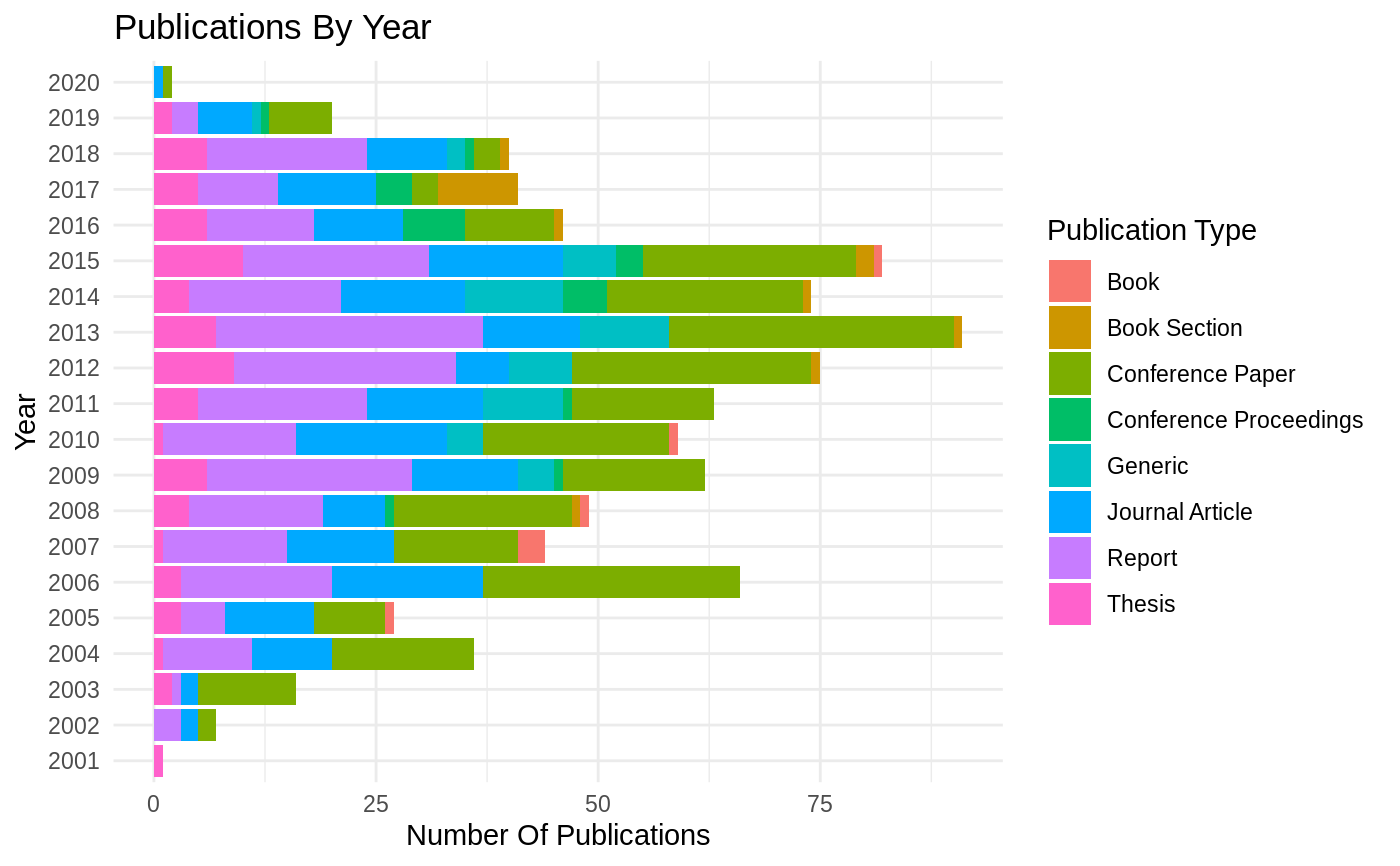 Publications By Year
2020
2019
2018
2017
2016
2015
2014
2013
2012
2011
2010
2009
2008
2007
2006
2005
2004
2003
2002
2001
Year
0 25 50 75
Number Of Publications
Publication Type
Book
Book Section
Conference Paper
Conference Proceedings
Generic
Journal Article
Report
Thesis